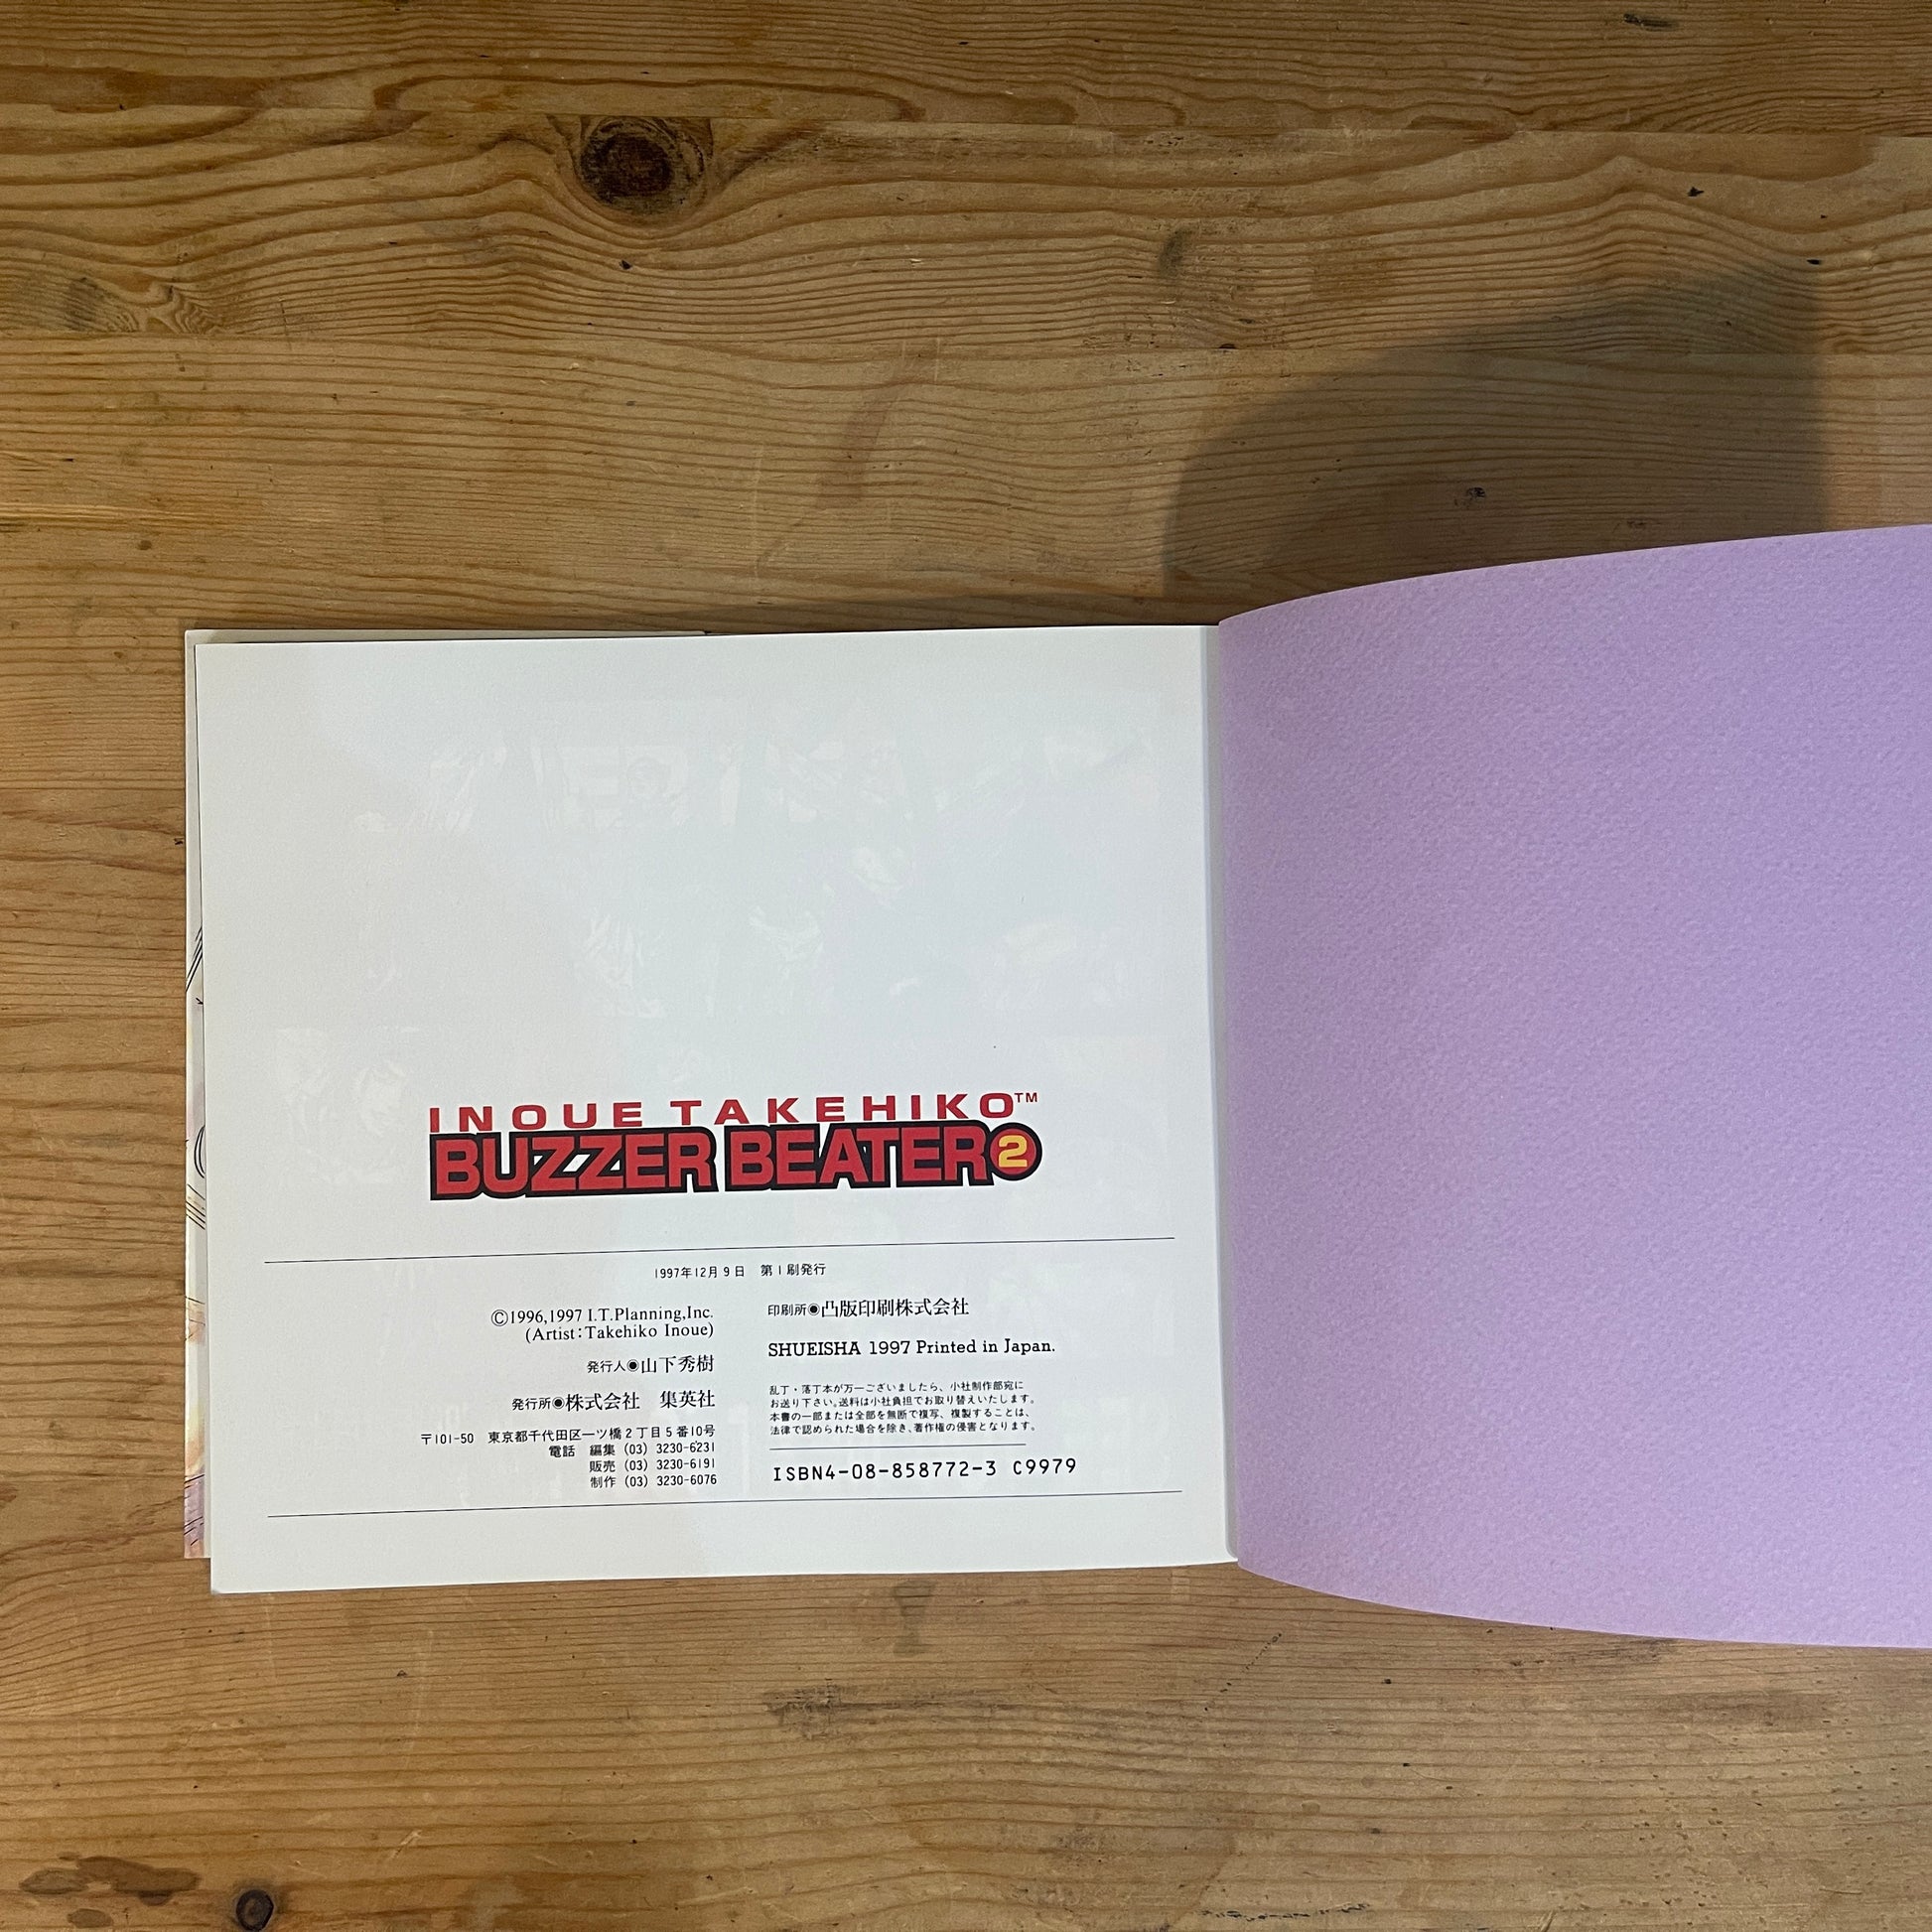 INOUE TAKEHIKO™
BUZZER BEATER 2
1997年12月9日 第1刷発行
©1996,1997 I.T.Planning,Inc.
(Artist:Takehiko Inoue)
発行人◉山下秀樹
発行所◉株式会社 集英社
〒101-50 東京都千代田区一ツ橋2丁目5番10号
電話 編集 (03) 3230-6231
販売 (03) 3230-6191
制作 (03) 3230-6076
印刷所◉凸版印刷株式会社
SHUEISHA 1997 Printed in Japan.
乱丁・落丁本が万一ございましたら、小社制作部宛に
お送り下さい。送料は小社負担でお取り替えいたします。
本書の一部または全部を無断で複写、複製することは、
法律で認められた場合を除き、著作権の侵害となります。
ISBN4-08-858772-3 C9979